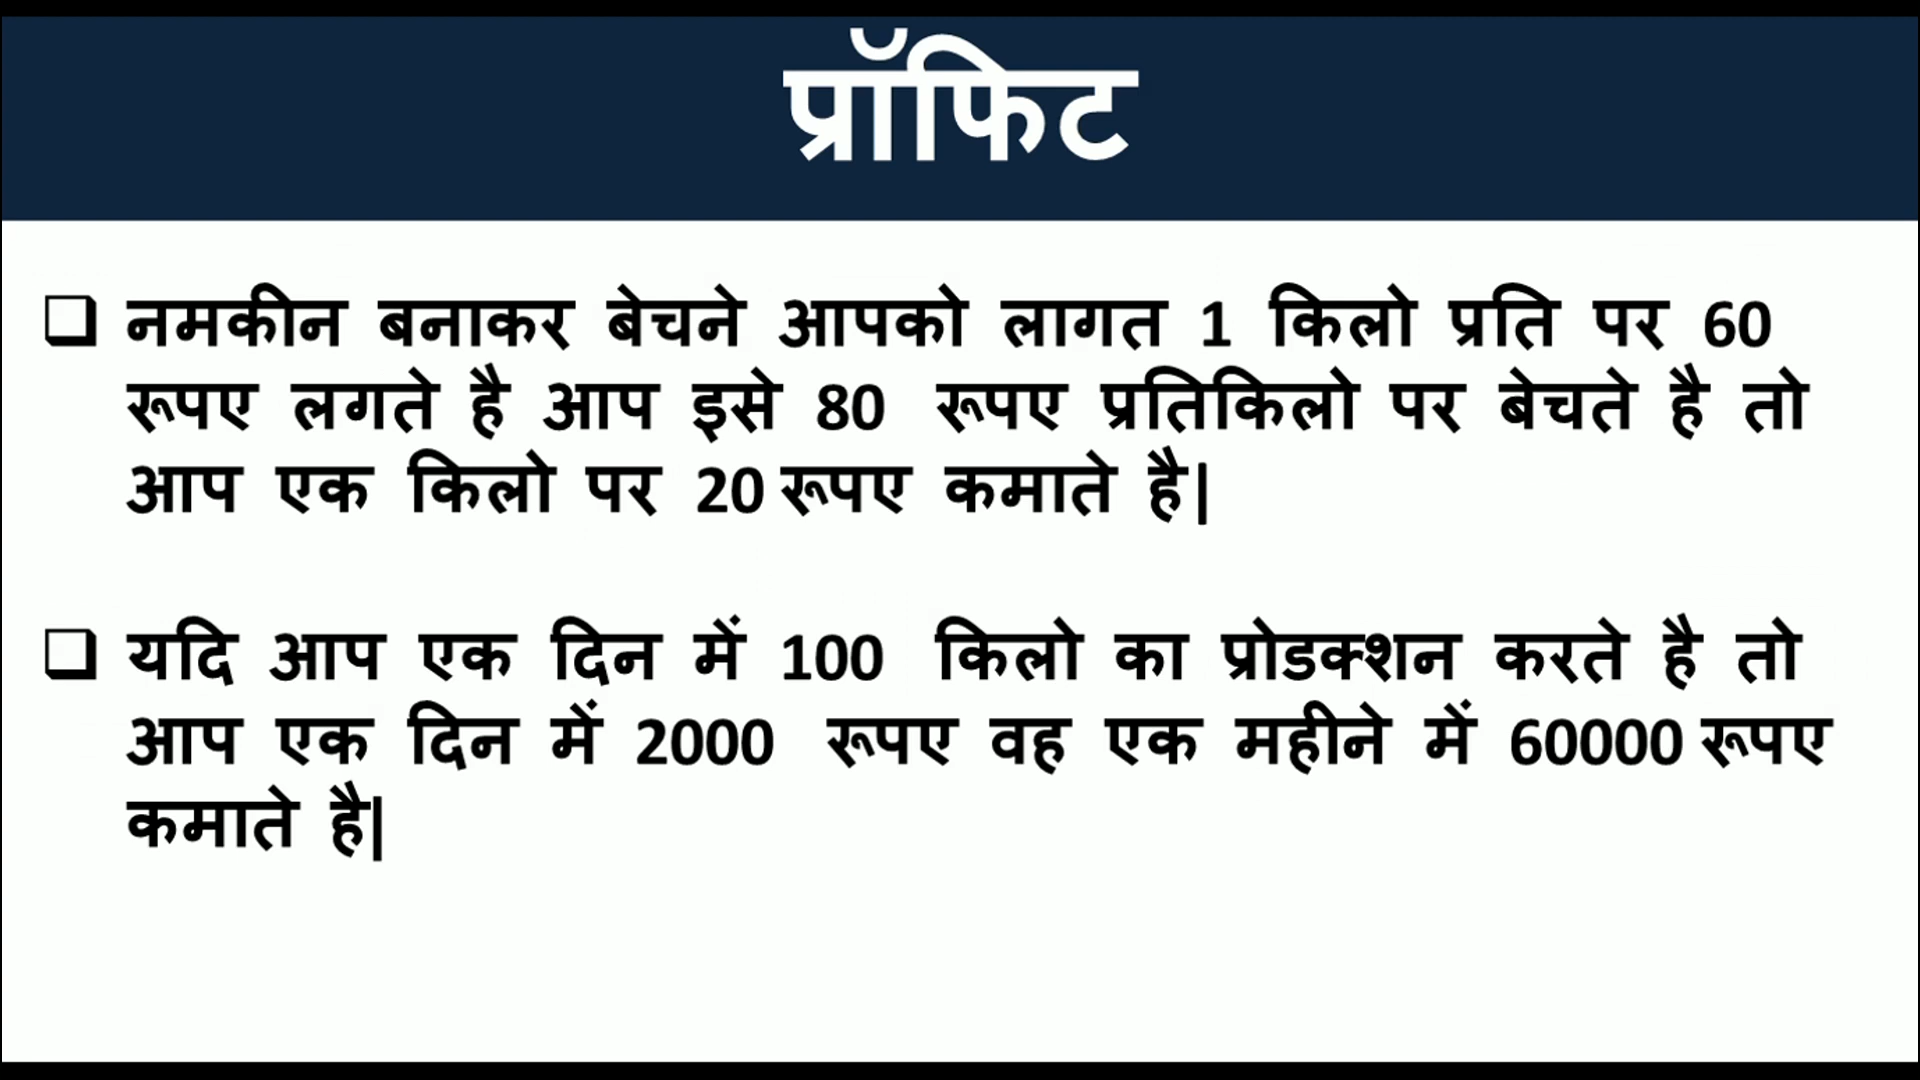 प्रॉफिट
नमकीन बनाकर बेचने आपको लागत 1 किलो प्रति पर 60
रूपए लगते है आप इसे 80 रूपए प्रतिकिलो पर बेचते है तो
आप एक किलो पर 20 रूपए कमाते है|
यदि आप एक दिन में 100 किलो का प्रोडक्शन करते है तो
आप एक दिन में 2000 रूपए वह एक महीने में 60000 रूपए
कमाते है|